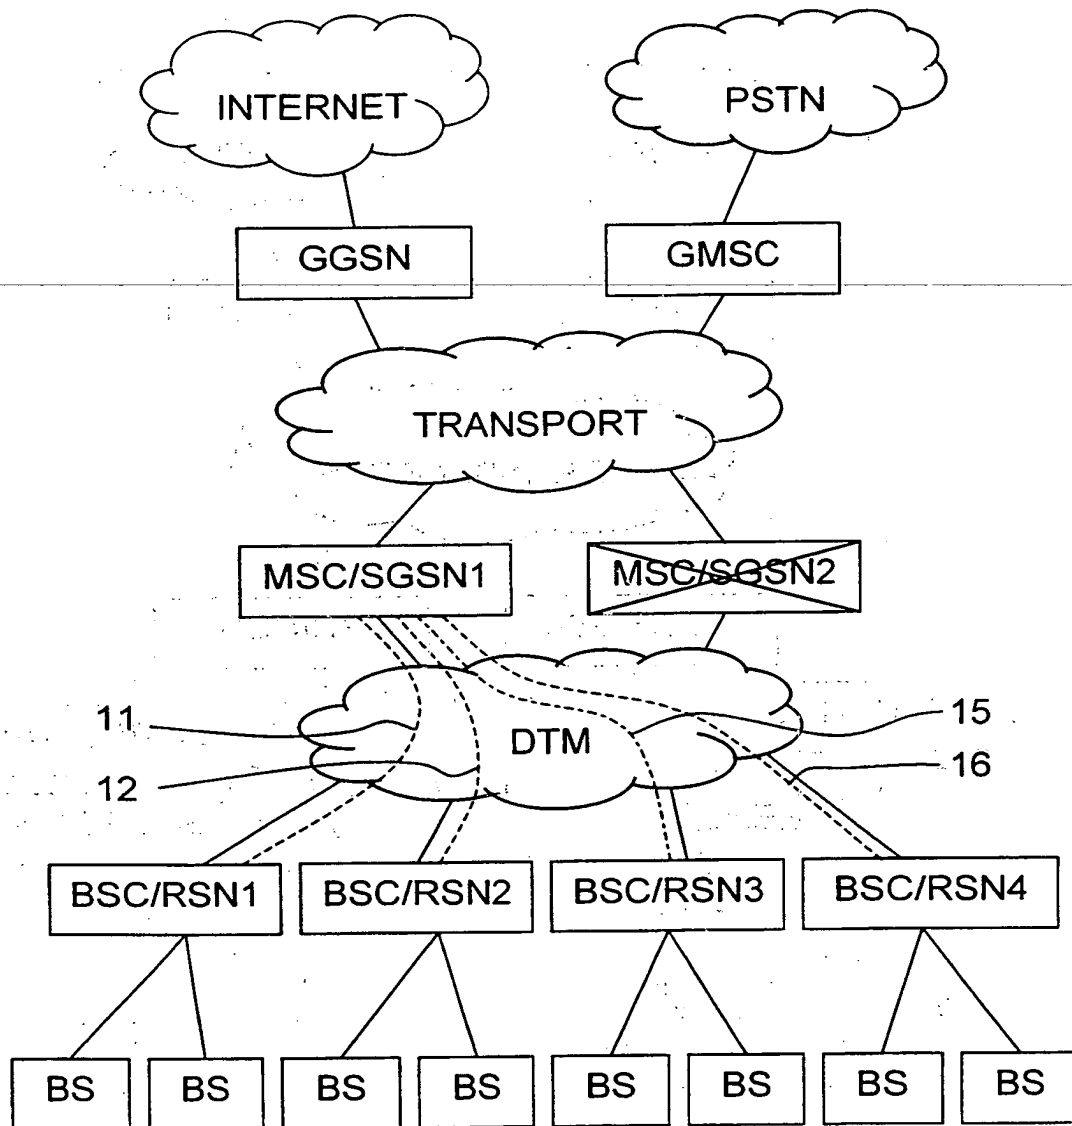 INTERNET
PSTN
GGSN
GMSC
TRANSPORT
MSC/SGSN1
MSC/SGSN2
11
DTM
15
12
16
BSC/RSN1
BSC/RSN2
BSC/RSN3
BSC/RSN4
BS
BS
BS
BS
BS
BS
BS
BS